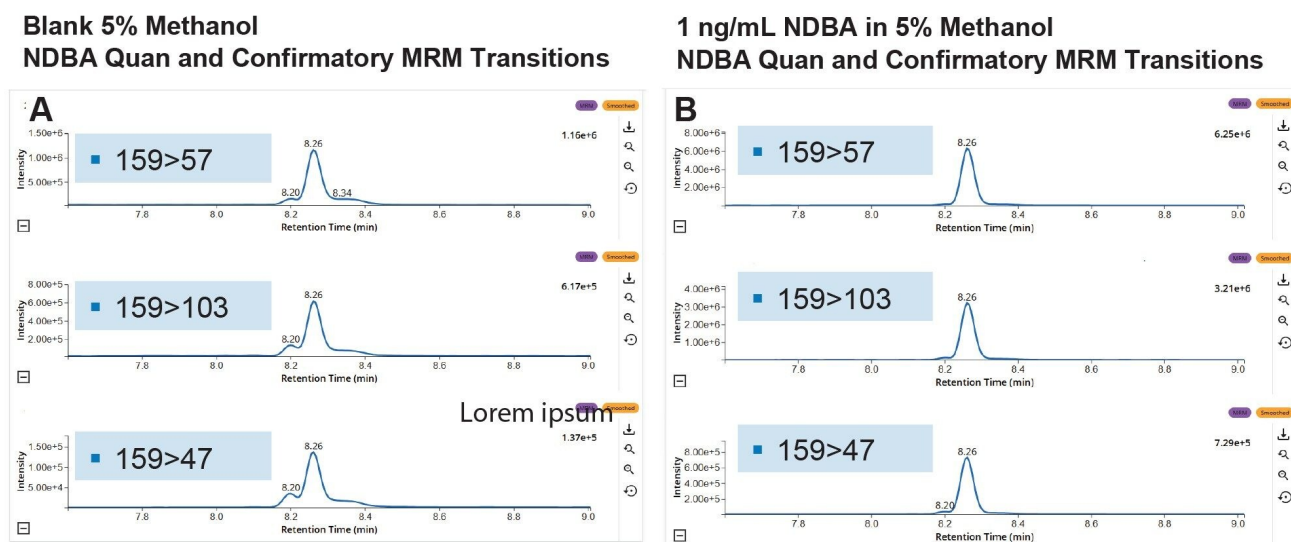 Blank 5% Methanol
NDBA Quan and Confirmatory MRM Transitions
A
MRM Smoothed
1.16e+6
159>57
Intensity
1.50e+6
1.00e+6
5.00e+5
8.20
8.26
8.34
7.8 8.0 8.2 8.4 8.6 8.8 9.0
Retention Time (min)
MRM Smoothed
6.17e+5
159>103
Intensity
8.00e+5
6.00e+5
4.00e+5
2.00e+5
8.20
8.26
7.8 8.0 8.2 8.4 8.6 8.8 9.0
Retention Time (min)
Lorem ipsum
Smoothed
1.37e+5
159>47
Intensity
1.50e+5
1.00e+5
5.00e+4
8.20
8.26
7.8 8.0 8.2 8.4 8.6 8.8 9.0
Retention Time (min)
1 ng/mL NDBA in 5% Methanol
NDBA Quan and Confirmatory MRM Transitions
B
MRM Smoothed
6.25e+6
159>57
Intensity
8.00e+6
6.00e+6
4.00e+6
2.00e+6
8.26
7.8 8.0 8.2 8.4 8.6 8.8 9.0
Retention Time (min)
MRM Smoothed
3.21e+6
159>103
Intensity
4.00e+6
3.00e+6
2.00e+6
1.00e+6
8.26
7.8 8.0 8.2 8.4 8.6 8.8 9.0
Retention Time (min)
MRM Smoothed
7.29e+5
159>47
Intensity
8.00e+5
6.00e+5
4.00e+5
2.00e+5
8.20
8.26
7.8 8.0 8.2 8.4 8.6 8.8 9.0
Retention Time (min)